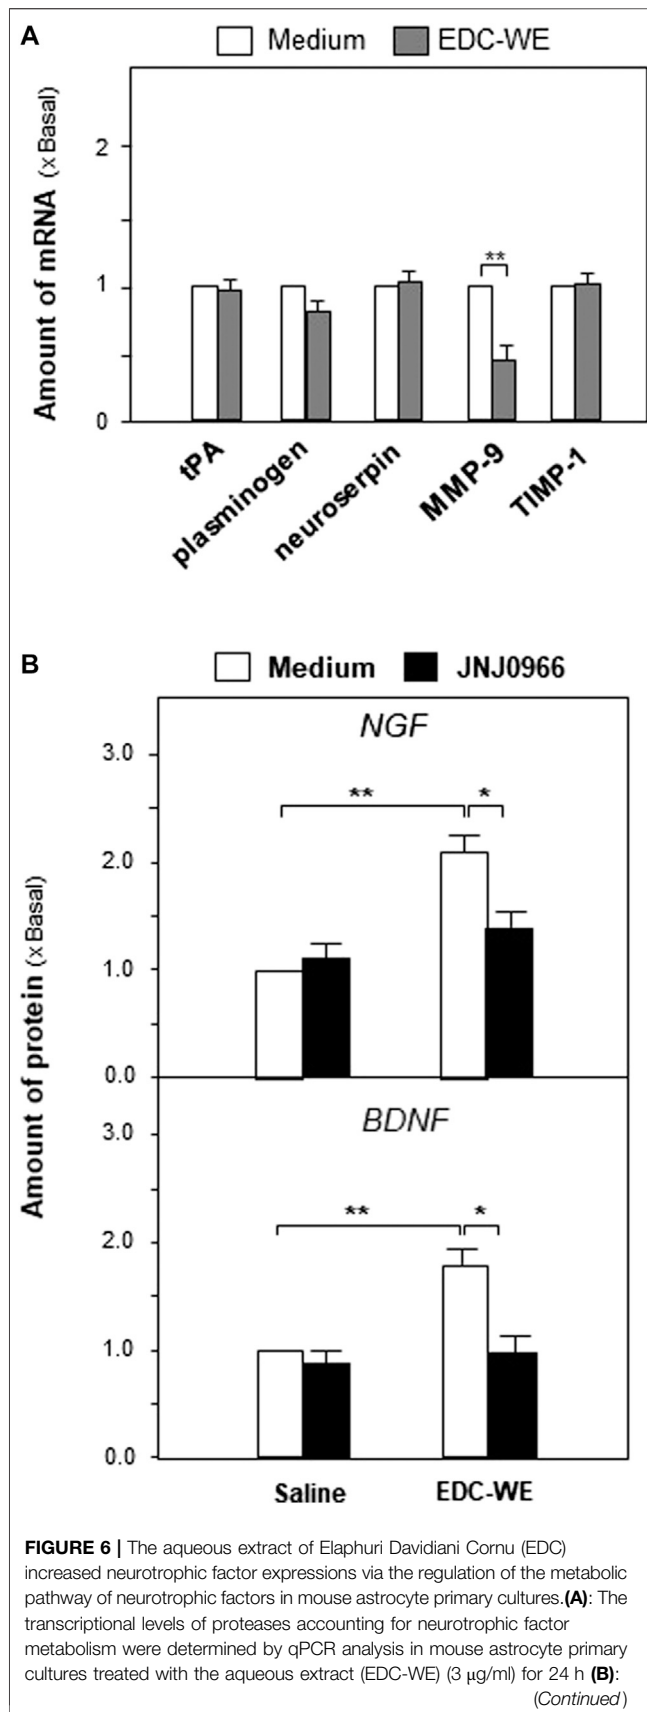 A
Medium EDC-WE
Amount of mRNA (x Basal)
2
1
0
**
tPA
plasminogen
neuroserpin
MMP-9
TIMP-1
B
Medium JNJ0966
Amount of protein (x Basal)
NGF
3.0
2.0
1.0
0.0
** *
BDNF
3.0
2.0
1.0
0.0
** *
Saline EDC-WE
FIGURE 6 | The aqueous extract of Elaphuri Davidiani Cornu (EDC)
increased neurotrophic factor expressions via the regulation of the metabolic
pathway of neurotrophic factors in mouse astrocyte primary cultures.(A): The
transcriptional levels of proteases accounting for neurotrophic factor
metabolism were determined by qPCR analysis in mouse astrocyte primary
cultures treated with the aqueous extract (EDC-WE) (3 μg/ml) for 24 h (B):
(Continued)